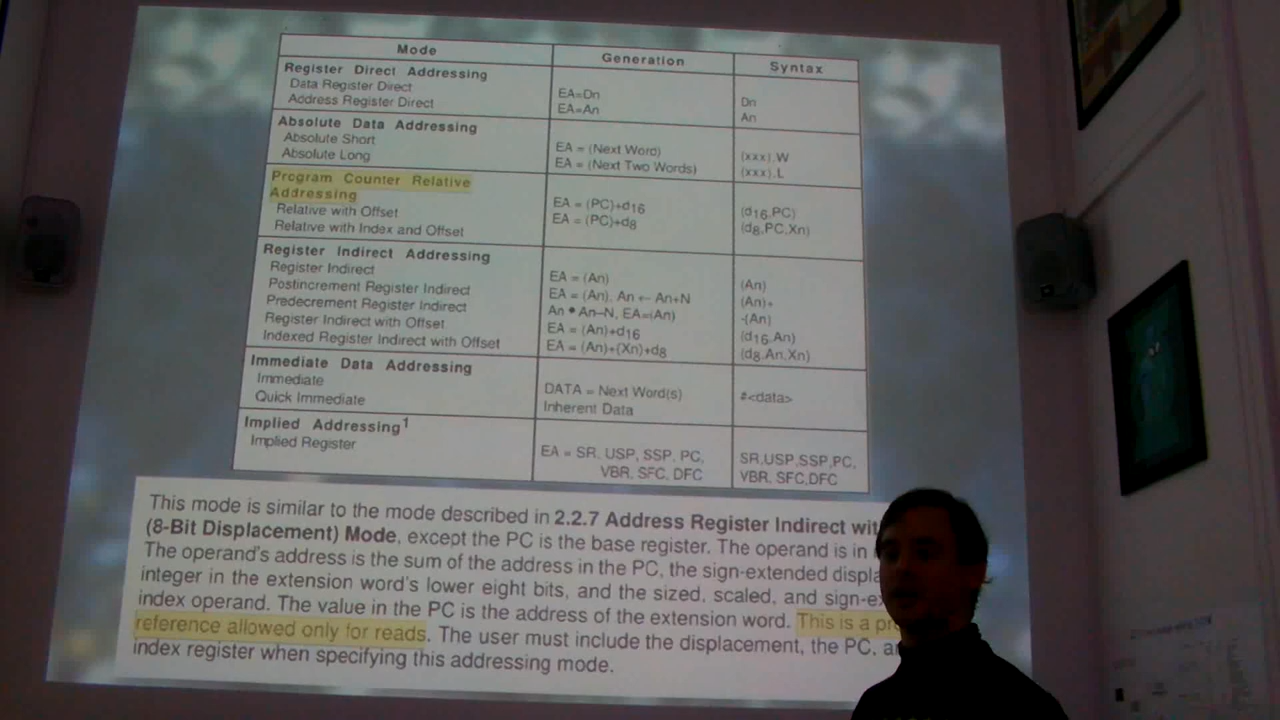 Mode Generation Syntax
Register Direct Addressing
Data Register Direct EA=Dn Dn
Address Register Direct EA=An An
Absolute Data Addressing
Absolute Short EA = (Next Word) (xxx).W
Absolute Long EA = (Next Two Words) (xxx).L
Program Counter Relative
Addressing
Relative with Offset EA = (PC)+d16 (d16,PC)
Relative with Index and Offset EA = (PC)+d8 (d8,PC,Xn)
Register Indirect Addressing
Register Indirect EA = (An) (An)
Postincrement Register Indirect EA = (An), An ← An+N (An)+
Predecrement Register Indirect An • An–N, EA=(An) -(An)
Register Indirect with Offset EA = (An)+d16 (d16,An)
Indexed Register Indirect with Offset EA = (An)+(Xn)+d8 (d8,An,Xn)
Immediate Data Addressing
Immediate DATA = Next Word(s) #<data>
Quick Immediate Inherent Data
Implied Addressing1
Implied Register EA = SR, USP, SSP, PC, SR,USP,SSP,PC,
VBR, SFC, DFC VBR, SFC,DFC
This mode is similar to the mode described in 2.2.7 Address Register Indirect wit
(8-Bit Displacement) Mode, except the PC is the base register. The operand is in
The operand's address is the sum of the address in the PC, the sign-extended displa
integer in the extension word's lower eight bits, and the sized, scaled, and sign-ex
index operand. The value in the PC is the address of the extension word. This is a pr
reference allowed only for reads. The user must include the displacement, the PC, a
index register when specifying this addressing mode.